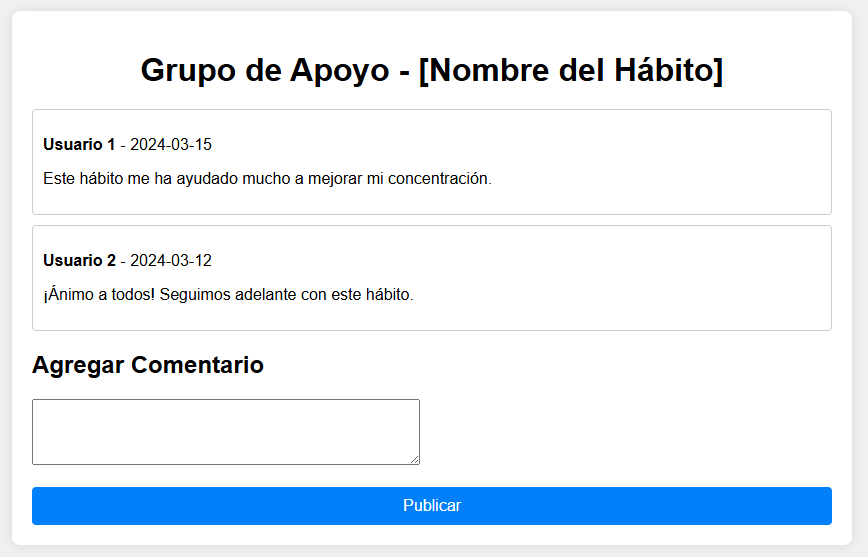 Grupo de Apoyo - [Nombre del Hábito]
Usuario 1 - 2024-03-15
Este hábito me ha ayudado mucho a mejorar mi concentración.
Usuario 2 - 2024-03-12
¡Ánimo a todos! Seguimos adelante con este hábito.
Agregar Comentario
Publicar